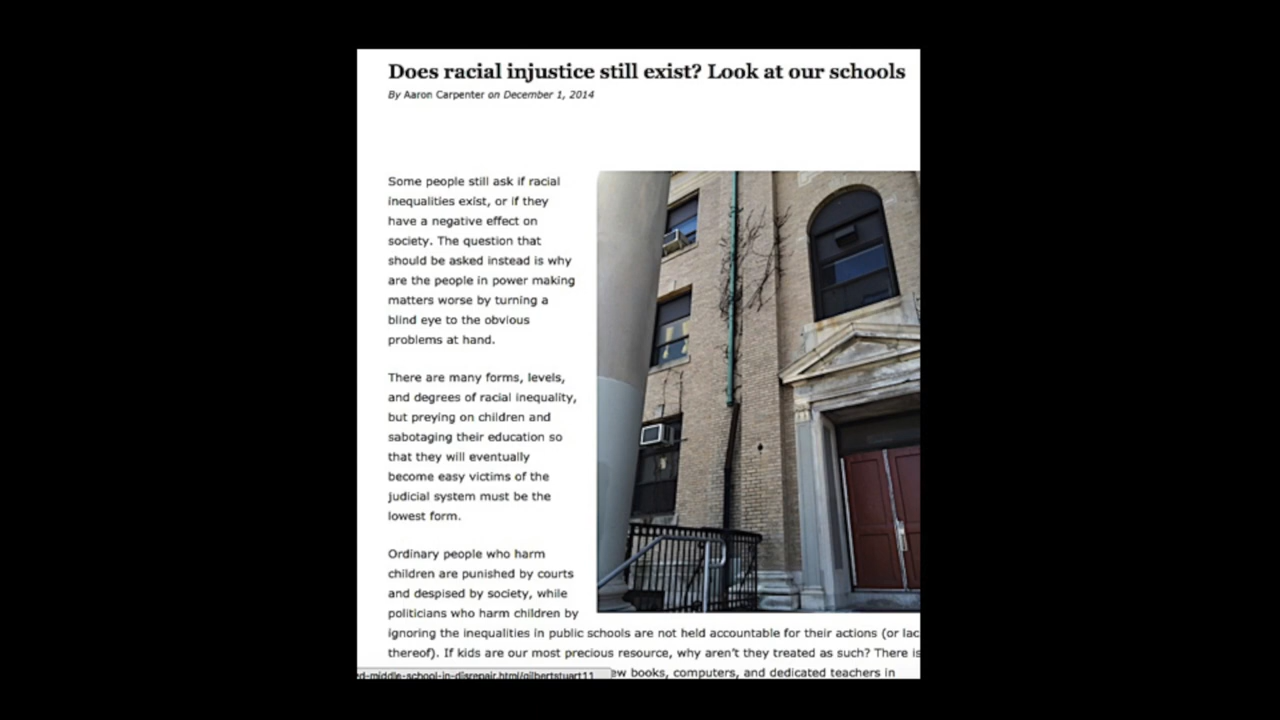 Does racial injustice still exist? Look at our schools
By Aaron Carpenter on December 1, 2014
Some people still ask if racial
inequalities exist, or if they
have a negative effect on
society. The question that
should be asked instead is why
are the people in power making
matters worse by turning a
blind eye to the obvious
problems at hand.
There are many forms, levels,
and degrees of racial inequality,
but preying on children and
sabotaging their education so
that they will eventually
become easy victims of the
judicial system must be the
lowest form.
Ordinary people who harm
children are punished by courts
and despised by society, while
politicians who harm children by
ignoring the inequalities in public schools are not held accountable for their actions (or lac
thereof). If kids are our most precious resource, why aren't they treated as such? There is
ew books, computers, and dedicated teachers in
d-middle-school-in-disrepair.html/gilbertstuart11